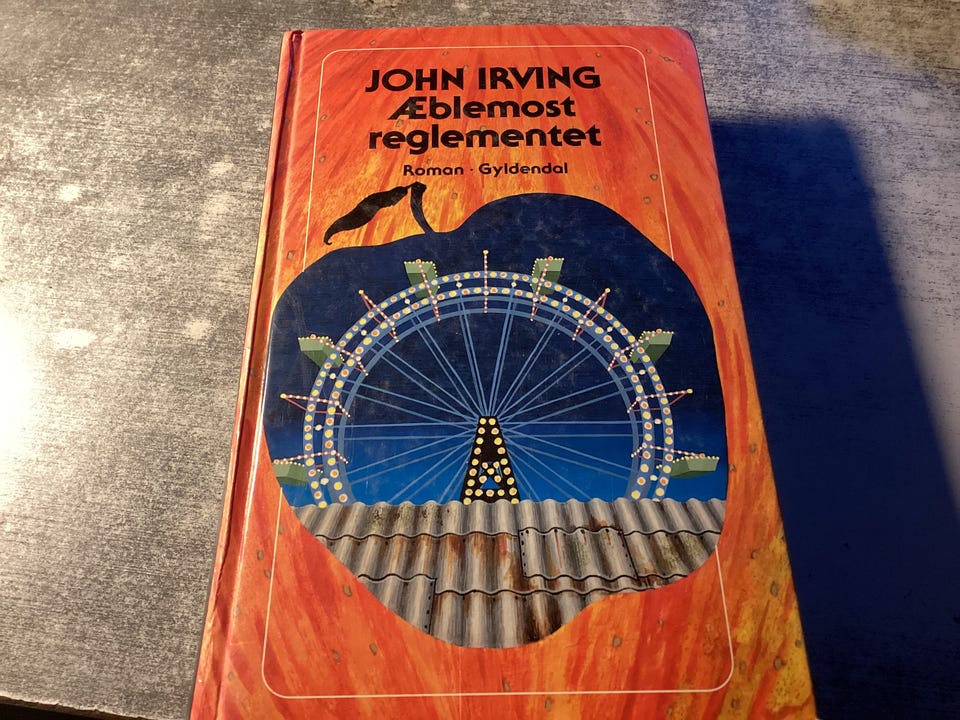 JOHN IRVING
Æblemost
reglementet
Roman · Gyldendal